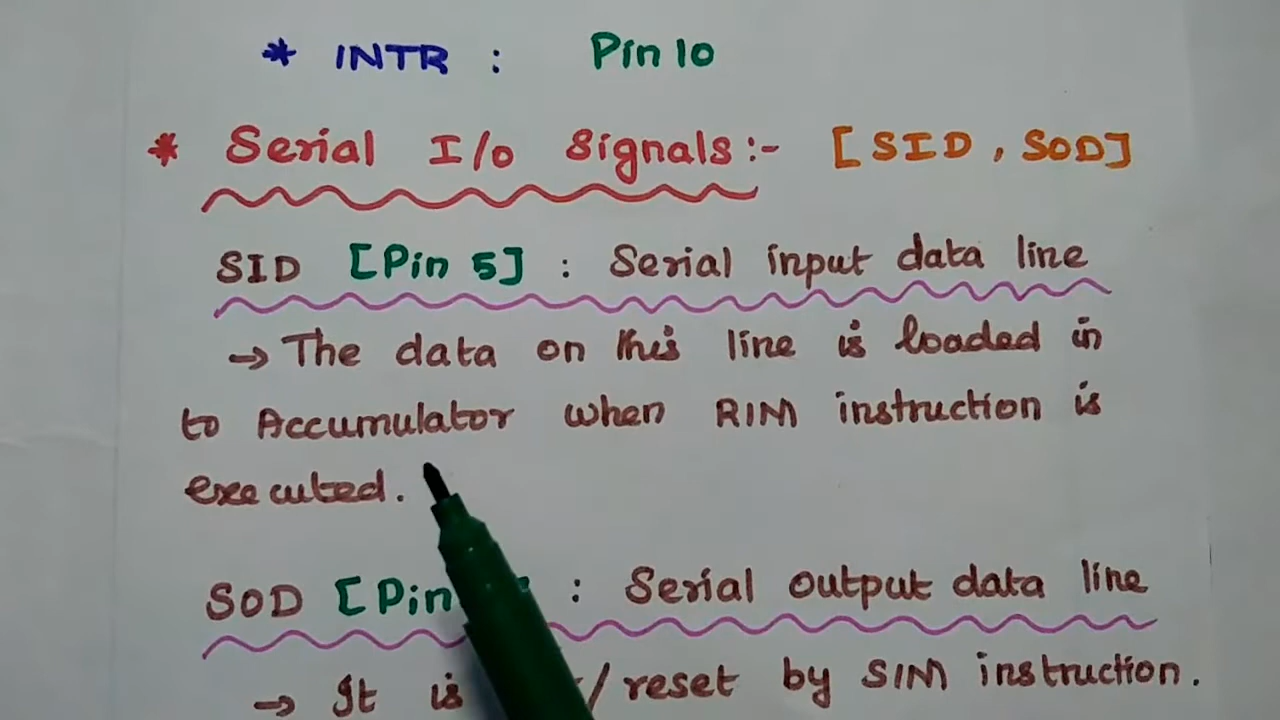 * INTR : Pin 10
* Serial I/O Signals:- [SID, SOD]
SID [Pin 5] : Serial input data line
→ The data on this line is loaded in
to Accumulator when RIM instruction is
executed.
SOD [Pin : Serial output data line
→ It is /reset by SIM instruction.